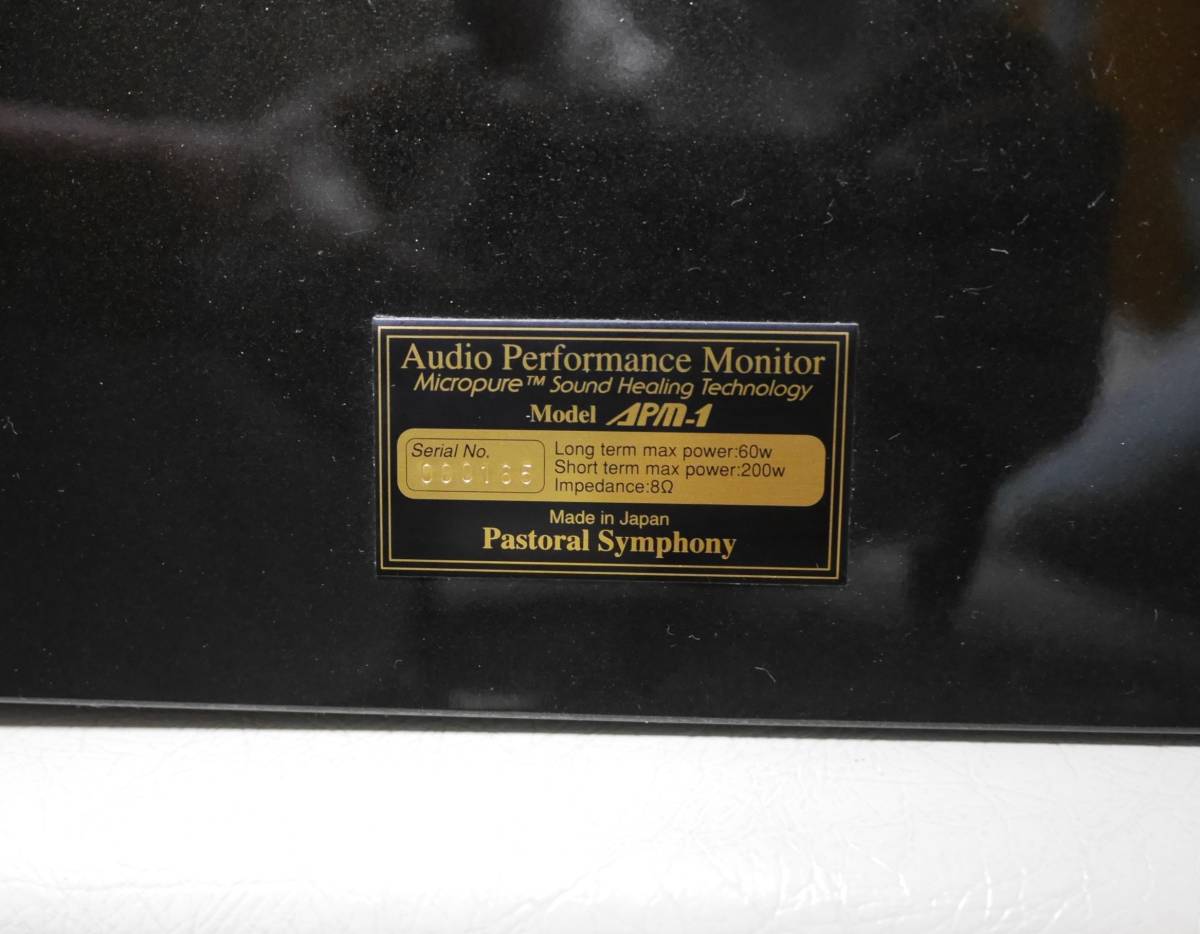 Audio Performance Monitor
Micropure™ Sound Healing Technology
Model APM-1
Serial No.
000165
Long term max power:60w
Short term max power:200w
Impedance:8Ω
Made in Japan
Pastoral Symphony